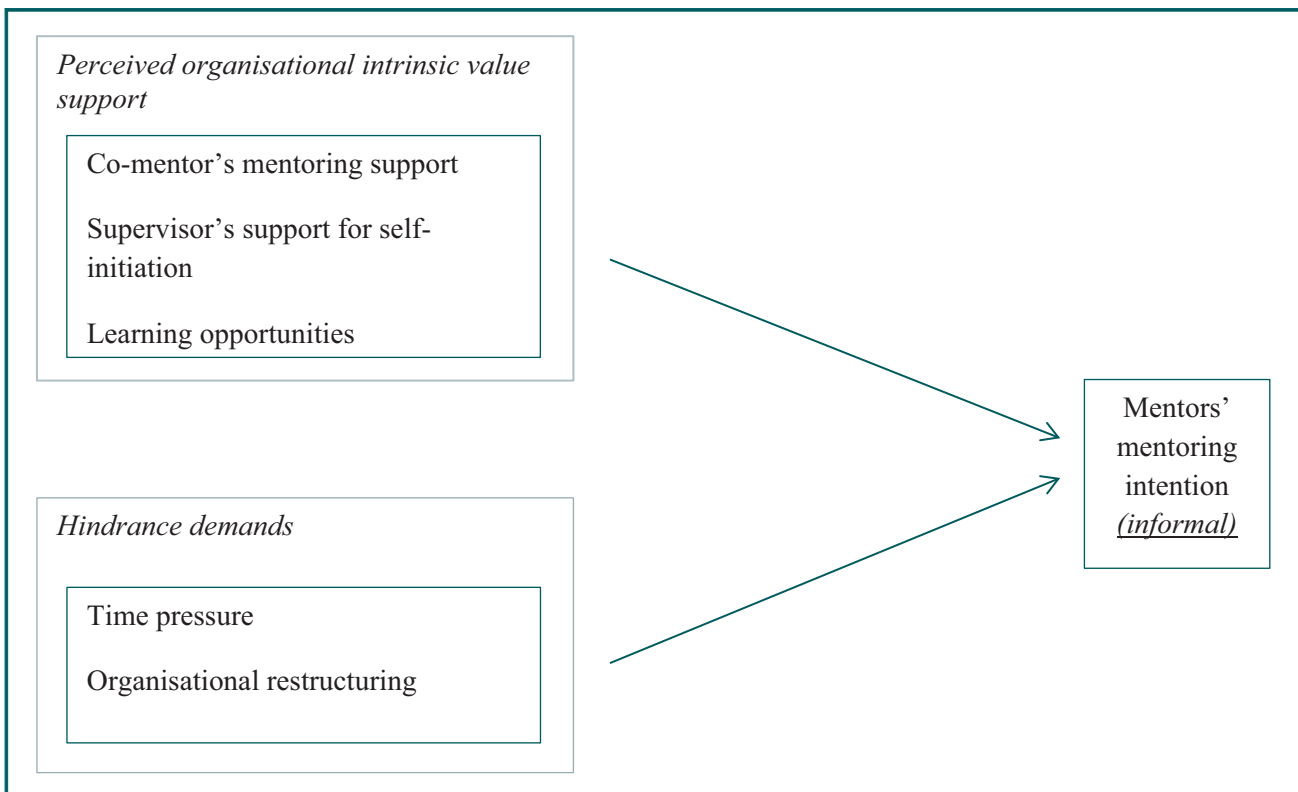 Perceived organisational intrinsic value
support
Co-mentor’s mentoring support
Supervisor’s support for self-
initiation
Learning opportunities
Hindrance demands
Time pressure
Organisational restructuring
Mentors’
mentoring
intention
(informal)